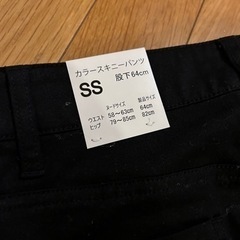 カラースキニーパンツ
SS 股下64cm
ヌードサイズ 製品サイズ
ウエスト 58〜63cm 64cm
ヒップ 79〜85cm 82cm